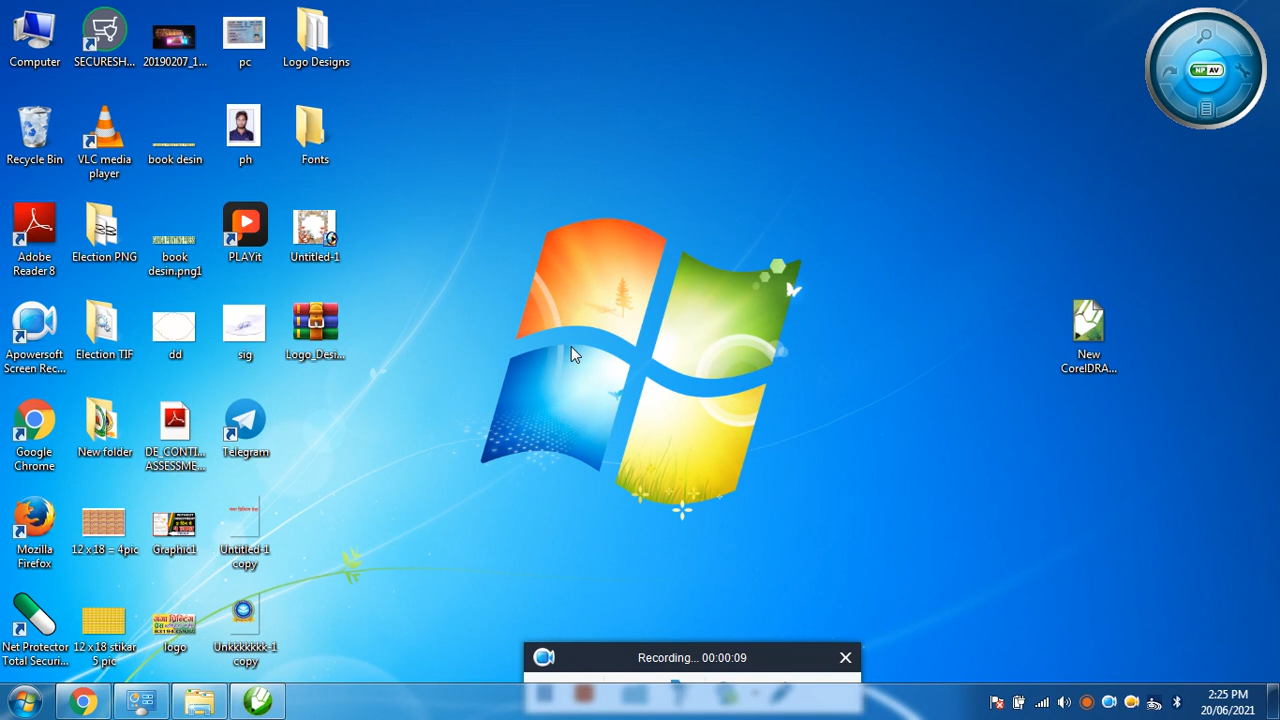 Computer
SECURESH...
20190207_1...
pc
Logo Designs
NP AV
Recycle Bin
VLC media
player
book desin
ph
Fonts
Adobe
Reader 8
Election PNG
book
desin.png1
PLAYit
Untitled-1
Apowersoft
Screen Rec...
Election TIF
dd
sig
Logo_Desi...
New
CorelDRA...
Google
Chrome
New folder
DE_CONTI...
ASSESSME...
Telegram
Mozilla
Firefox
12 x 18 = 4pic
Graphic1
Untitled-1
copy
Net Protector
Total Securi...
12 x 18 stikar
5 pic
logo
Unkkkkkkk-1
copy
Recording... 00:00:09
2:25 PM
20/06/2021